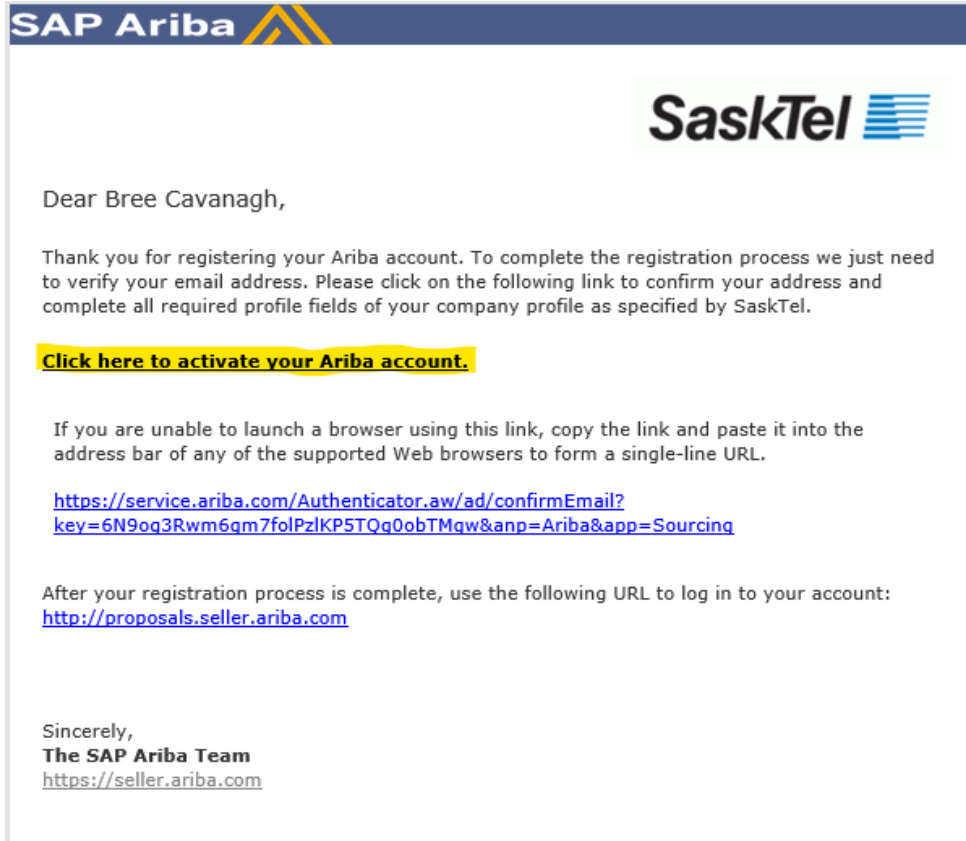 SAP Ariba
SaskTel
Dear Bree Cavanagh,
Thank you for registering your Ariba account. To complete the registration process we just need
to verify your email address. Please click on the following link to confirm your address and
complete all required profile fields of your company profile as specified by SaskTel.
Click here to activate your Ariba account.
If you are unable to launch a browser using this link, copy the link and paste it into the
address bar of any of the supported Web browsers to form a single-line URL.
https://service.ariba.com/Authenticator.aw/ad/confirmEmail?
key=6N9og3Rwm6qm7folPzlKP5TQq0obTMqw&anp=Ariba&app=Sourcing
After your registration process is complete, use the following URL to log in to your account:
http://proposals.seller.ariba.com
Sincerely,
The SAP Ariba Team
https://seller.ariba.com